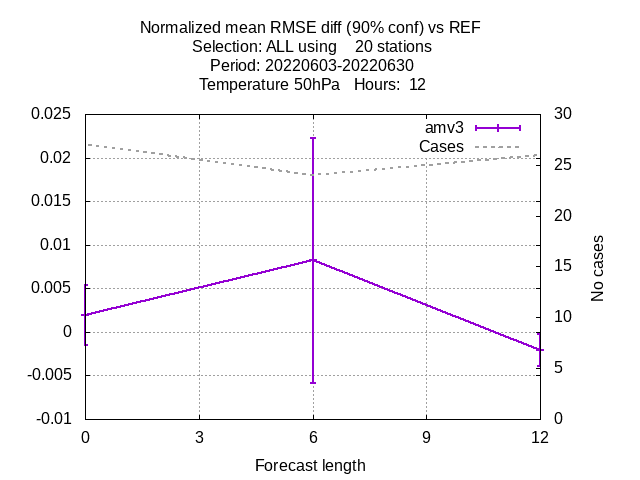 Normalized mean RMSE diff (90% conf) vs REF
Selection: ALL using    20 stations
Period: 20220603-20220630
Temperature 50hPa   Hours:  12
0.025
0.02
0.015
0.01
0.005
0
-0.005
-0.01
30
25
20
15
10
5
0
amv3
Cases
No cases
0 3 6 9 12
Forecast length